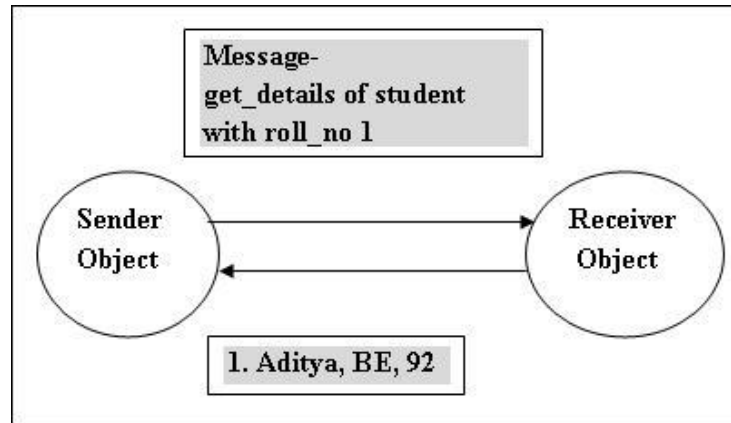 Message-
get_details of student
with roll_no 1
Sender
Object
Receiver
Object
1. Aditya, BE, 92